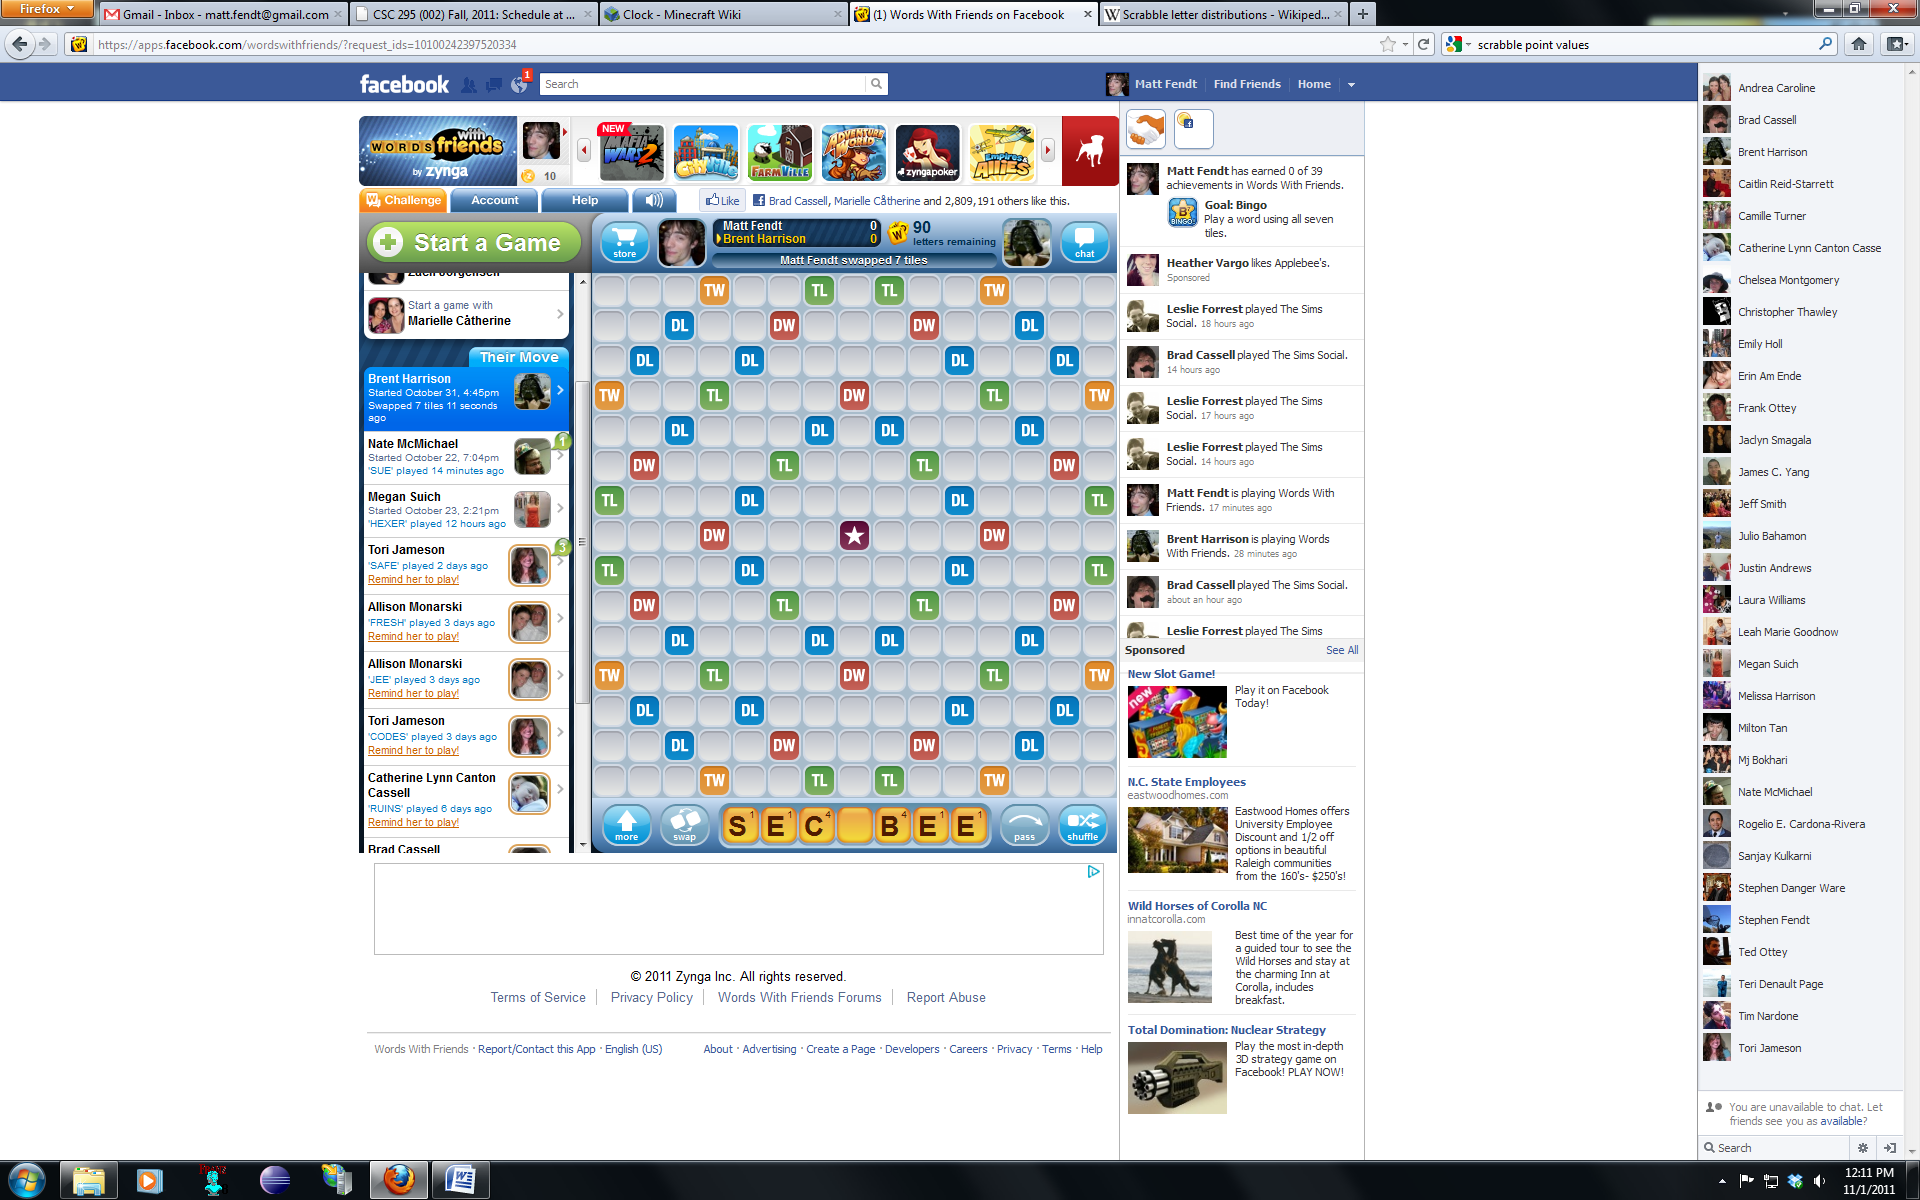 Firefox
Gmail - Inbox - matt.fendt@gmail.com
CSC 295 (002) Fall, 2011: Schedule at ...
Clock - Minecraft Wiki
(1) Words With Friends on Facebook
Scrabble letter distributions - Wikiped...
https://apps.facebook.com/wordswithfriends/?request_ids=10100242397520334
scrabble point values
facebook
1
Search
Matt Fendt
Find Friends
Home
WORDS with friends
by zynga
10
NEW
MAFIA WARS 2
CITYVILLE
FARMVILLE
ADVENTURE WORLD
zyngapoker
EMPIRES & ALLIES
Challenge
Account
Help
Like
Brad Cassell, Marielle Cåtherine and 2,809,191 others like this.
Start a Game
store
Matt Fendt 0
Brent Harrison 0
90
letters remaining
Matt Fendt swapped 7 tiles
chat
Zach Jorgensen
Start a game with
Marielle Cåtherine
Their Move
Brent Harrison
Started October 31, 4:45pm
Swapped 7 tiles 11 seconds
ago
Nate McMichael
1
Started October 22, 7:04pm
'SUE' played 14 minutes ago
Megan Suich
Started October 23, 2:21pm
'HEXER' played 12 hours ago
Tori Jameson
3
'SAFE' played 2 days ago
Remind her to play!
Allison Monarski
'FRESH' played 3 days ago
Remind her to play!
Allison Monarski
'JEE' played 3 days ago
Remind her to play!
Tori Jameson
'CODES' played 3 days ago
Remind her to play!
Catherine Lynn Canton
Cassell
'RUINS' played 6 days ago
Remind her to play!
Brad Cassell
TW TL TL TW
DL DW DW DL
DL DL DL DL
TW TL DW TL TW
DL DL DL DL
DW TL TL DW
TL DL DL TL
DW DW
TL DL DL TL
DW TL TL DW
DL DL DL DL
TW TL DW TL TW
DL DL DL DL
DL DW DW DL
TW TL TL TW
more
swap
S1 E1 C4 B4 E1 E1
pass
shuffle
© 2011 Zynga Inc. All rights reserved.
Terms of Service
Privacy Policy
Words With Friends Forums
Report Abuse
Words With Friends · Report/Contact this App · English (US)
About · Advertising · Create a Page · Developers · Careers · Privacy · Terms · Help
Matt Fendt has earned 0 of 39
achievements in Words With Friends.
BINGO
Goal: Bingo
Play a word using all seven
tiles.
Heather Vargo likes Applebee's.
Sponsored
Leslie Forrest played The Sims
Social. 18 hours ago
Brad Cassell played The Sims Social.
14 hours ago
Leslie Forrest played The Sims
Social. 17 hours ago
Leslie Forrest played The Sims
Social. 14 hours ago
Matt Fendt is playing Words With
Friends. 17 minutes ago
Brent Harrison is playing Words
With Friends. 28 minutes ago
Brad Cassell played The Sims Social.
about an hour ago
Leslie Forrest played The Sims
Sponsored
See All
New Slot Game!
new
Play it on Facebook
Today!
N.C. State Employees
eastwoodhomes.com
Eastwood Homes offers
University Employee
Discount and 1/2 off
options in beautiful
Raleigh communities
from the 160's- $250's!
Wild Horses of Corolla NC
innatcorolla.com
Best time of the year for
a guided tour to see the
Wild Horses and stay at
the charming Inn at
Corolla, includes
breakfast.
Total Domination: Nuclear Strategy
Play the most in-depth
3D strategy game on
Facebook! PLAY NOW!
Andrea Caroline
Brad Cassell
Brent Harrison
Caitlin Reid-Starrett
Camille Turner
Catherine Lynn Canton Casse
Chelsea Montgomery
Christopher Thawley
Emily Holl
Erin Am Ende
Frank Ottey
Jaclyn Smagala
James C. Yang
Jeff Smith
Julio Bahamon
Justin Andrews
Laura Williams
Leah Marie Goodnow
Megan Suich
Melissa Harrison
Milton Tan
Mj Bokhari
Nate McMichael
Rogelio E. Cardona-Rivera
Sanjay Kulkarni
Stephen Danger Ware
Stephen Fendt
Ted Ottey
Teri Denault Page
Tim Nardone
Tori Jameson
You are unavailable to chat. Let
friends see you as available?
Search
12:11 PM
11/1/2011